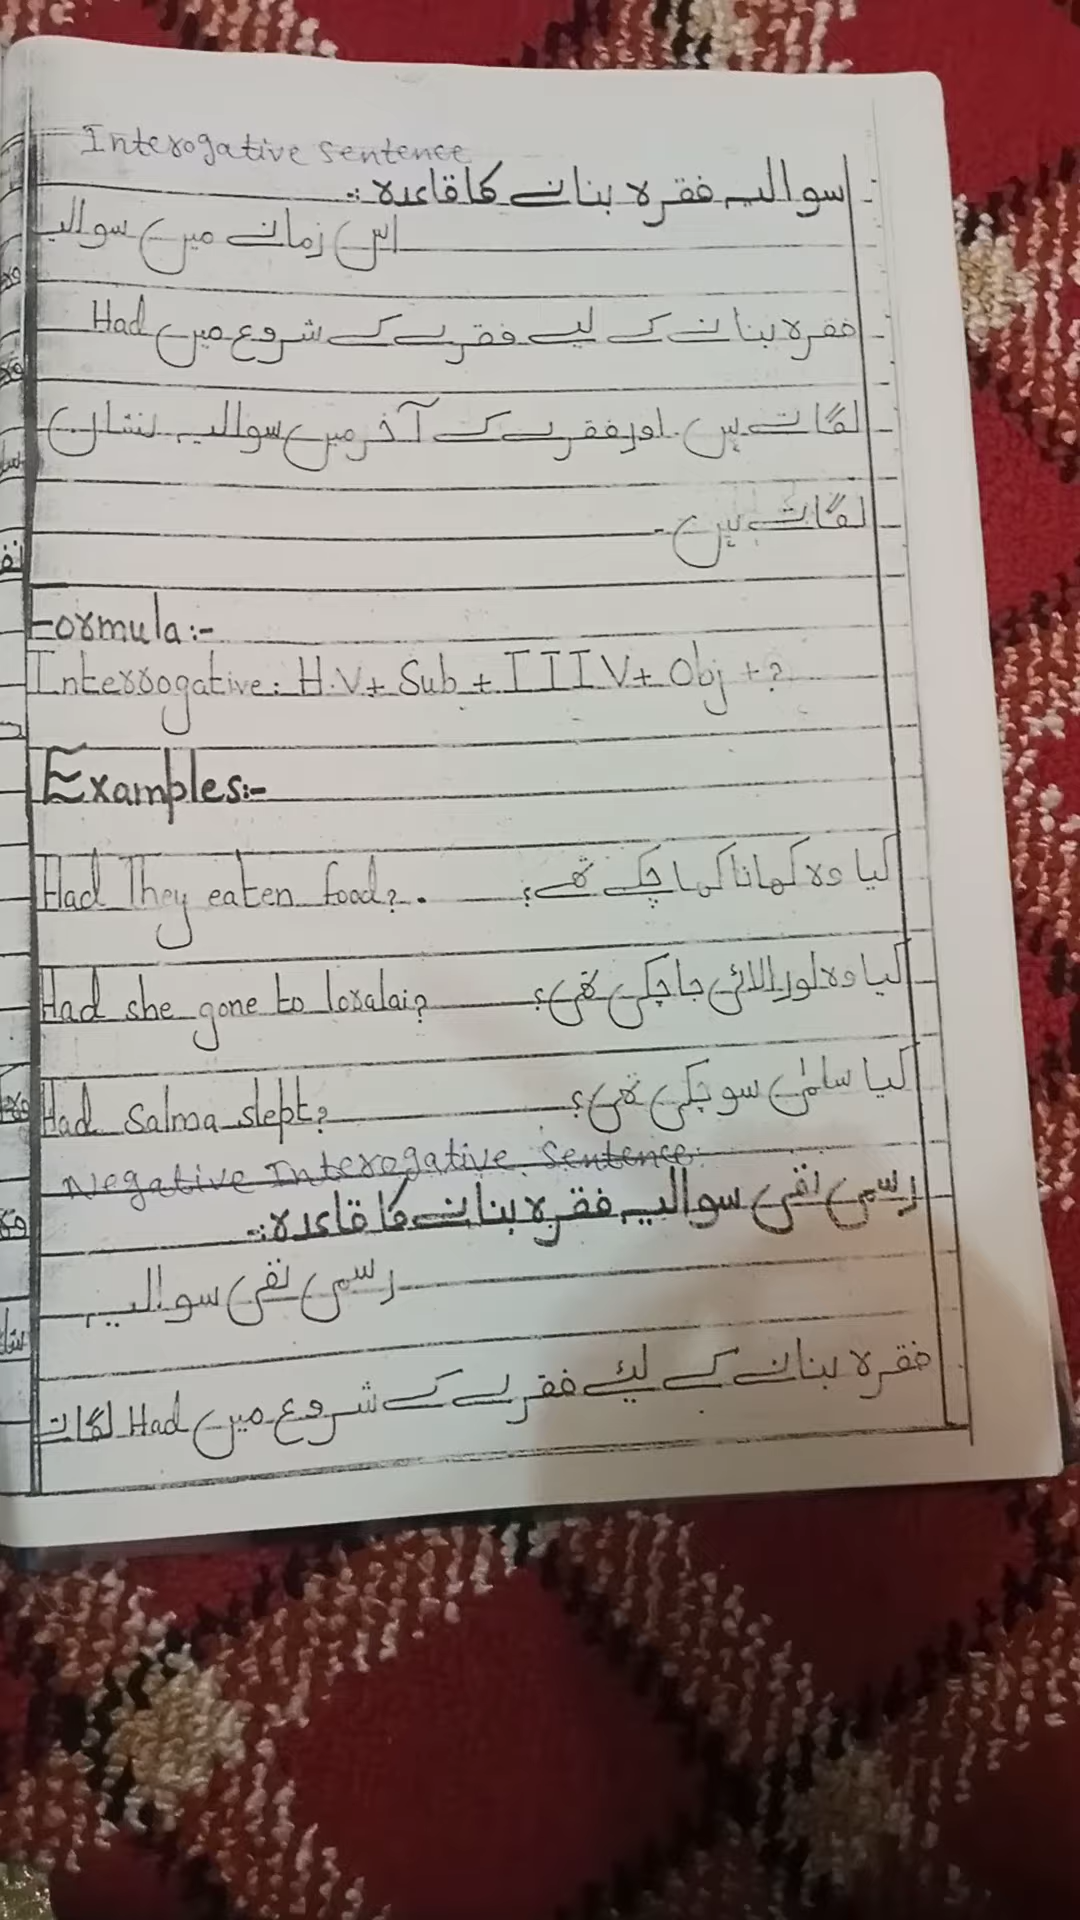 Interogative sentence
سوالیہ فقرہ بنانے کا قاعدہ :-
اس زمانے میں سوالیہ
فقرہ بنانے کے لیے فقرے کے شروع میں Had
لگاتے ہیں۔ اور فقرے کے آخر میں سوالیہ نشان
لگاتے ہیں۔
Formula:-
Interrogative: H.V+ Sub + III V+ Obj +?
Examples:-
Had They eaten food?. کیا وہ کھانا کھا چکے تھے؟
Had she gone to loralai? کیا وہ لورالائی جا چکی تھی؟
Had Salma slept? کیا سلمٰی سو چکی تھی؟
Negative Interogative Sentence:
رسمی نفی سوالیہ فقرہ بنانے کا قاعدہ:-
رسمی نفی سوالیہ
فقرہ بنانے کے لیے فقرے کے شروع میں Had لگاتے